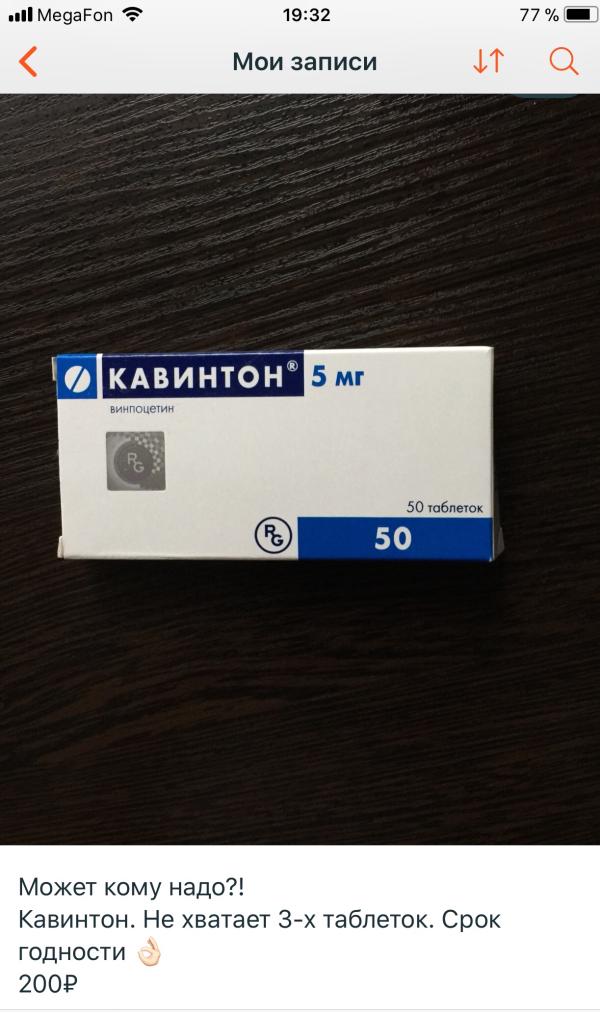 MegaFon 19:32 77 %
Мои записи
КАВИНТОН® 5 мг
винпоцетин
RG
50 таблеток
RG 50
Может кому надо?!
Кавинтон. Не хватает 3-х таблеток. Срок
годности 👌🏻
200₽